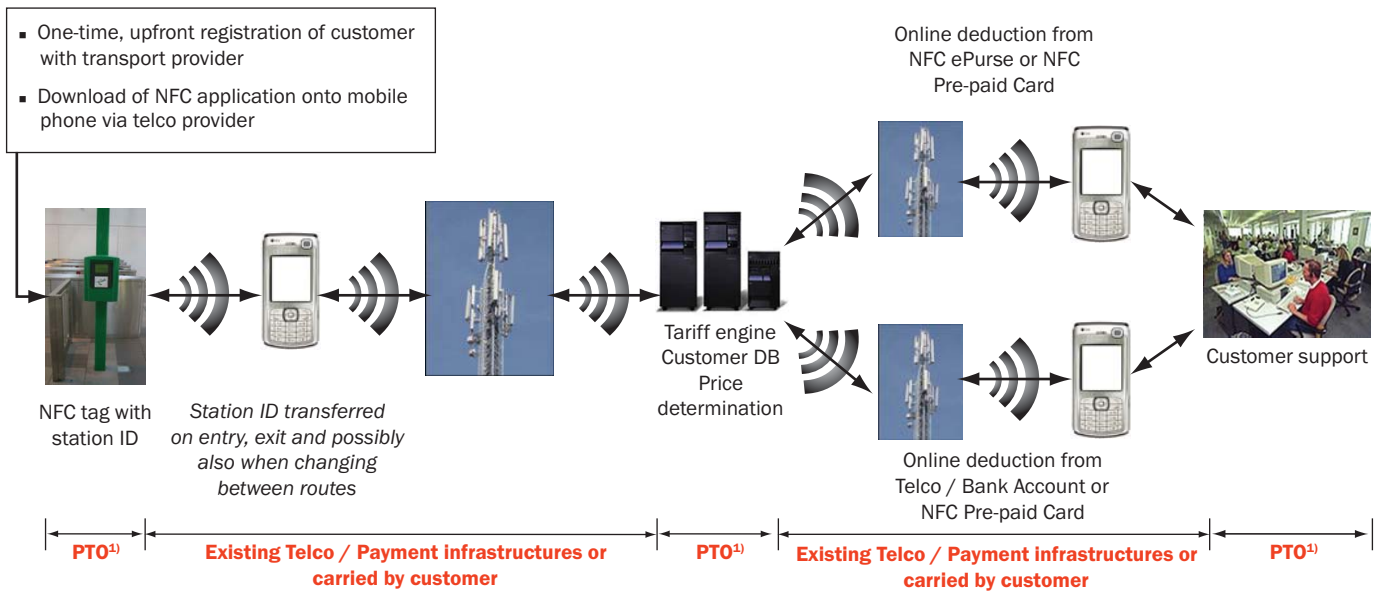 ▪ One-time, upfront registration of customer
with transport provider
▪ Download of NFC application onto mobile
phone via telco provider
Online deduction from
NFC ePurse or NFC
Pre-paid Card
NFC tag with
station ID
Station ID transferred
on entry, exit and possibly
also when changing
between routes
Tariff engine
Customer DB
Price
determination
Customer support
Online deduction from
Telco / Bank Account or
NFC Pre-paid Card
PTO¹⁾
Existing Telco / Payment infrastructures or
carried by customer
PTO¹⁾
Existing Telco / Payment infrastructures or
carried by customer
PTO¹⁾